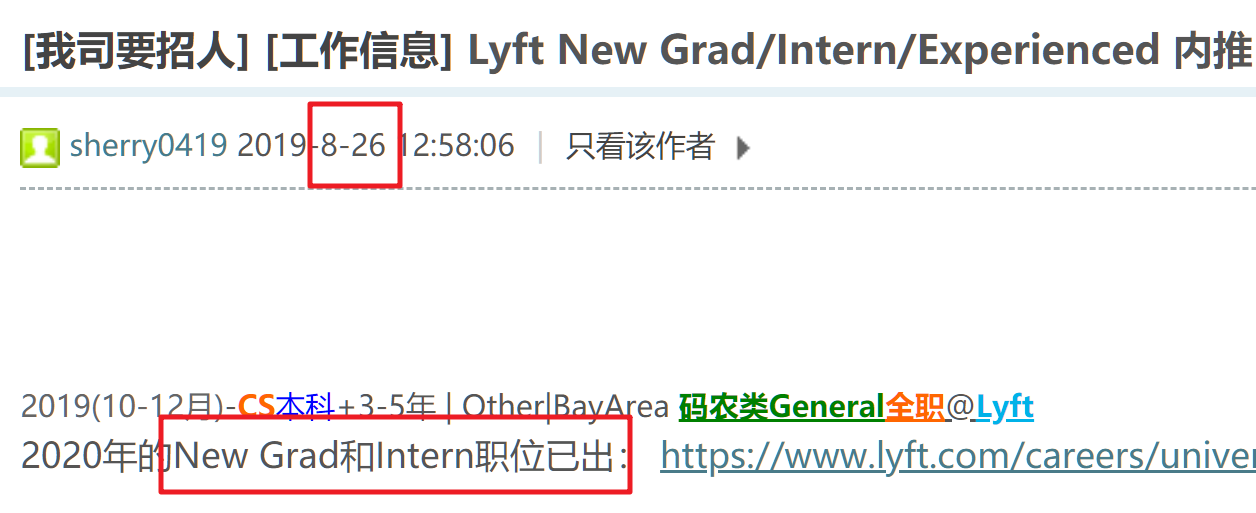 [我司要招人] [工作信息] Lyft New Grad/Intern/Experienced 内推
sherry0419 2019-8-26 12:58:06 | 只看该作者
2019(10-12月)-CS本科+3-5年 | Other|BayArea 码农类General全职@Lyft
2020年的New Grad和Intern职位已出： https://www.lyft.com/careers/univer